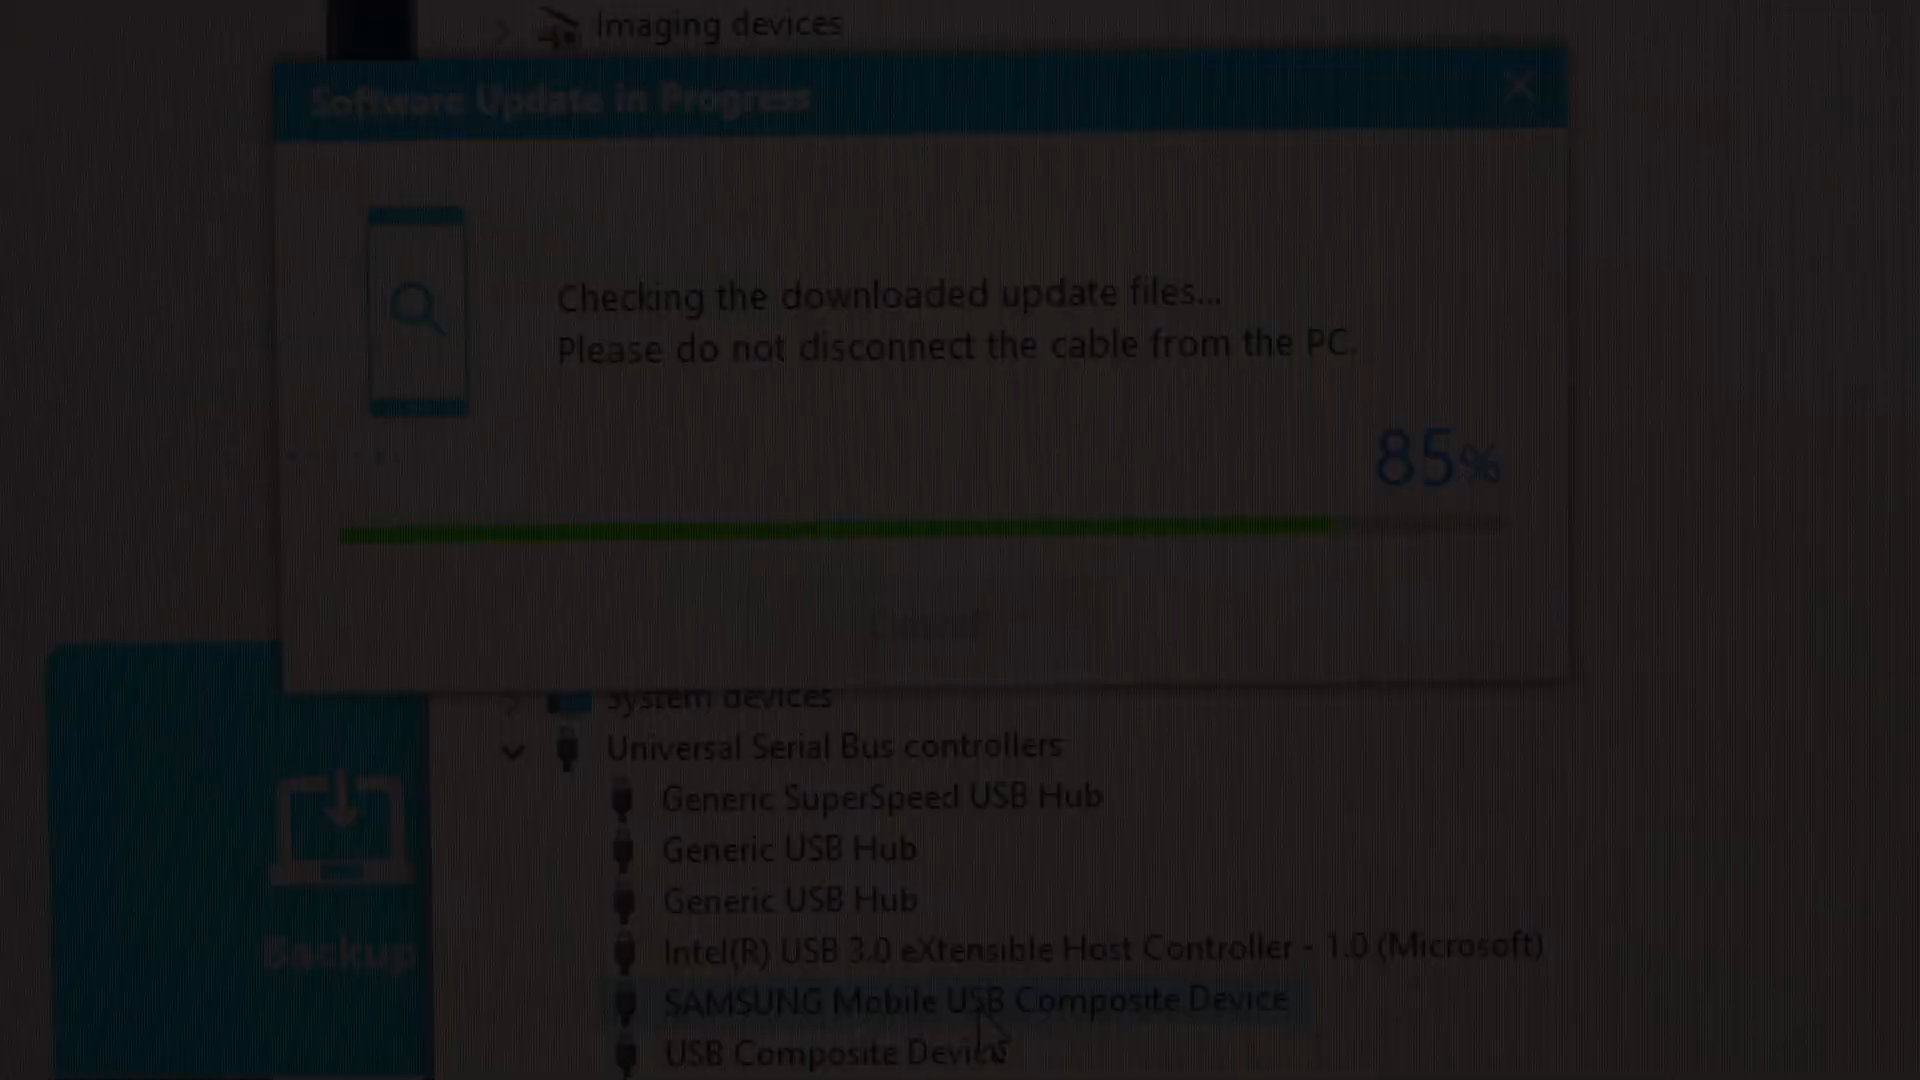 Imaging devices
Software Update in Progress
Checking the downloaded update files...
Please do not disconnect the cable from the PC.
85%
System devices
Universal Serial Bus controllers
Generic SuperSpeed USB Hub
Generic USB Hub
Generic USB Hub
Backup
Intel(R) USB 3.0 eXtensible Host Controller - 1.0 (Microsoft)
SAMSUNG Mobile USB Composite Device
USB Composite Device